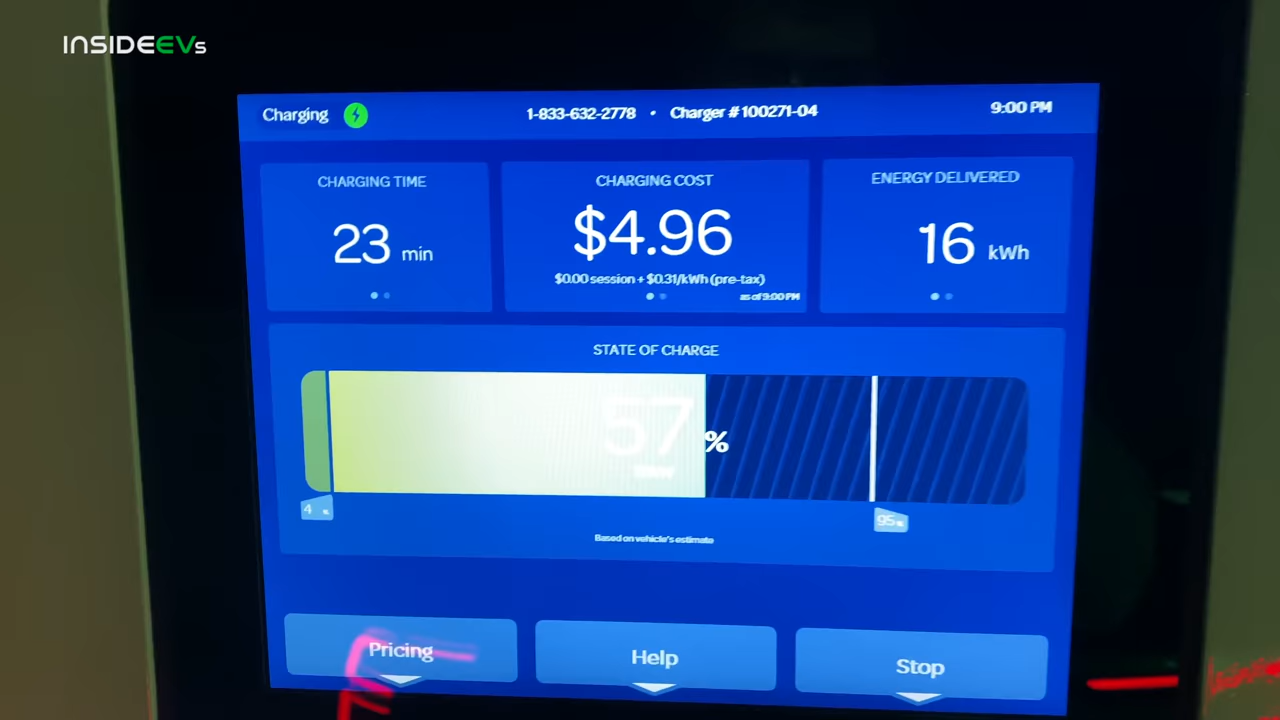 INSIDEEVs
Charging
1-833-632-2778 • Charger #100271-04
9:00 PM
CHARGING TIME
23 min
CHARGING COST
$4.96
$0.00 session + $0.31/kWh (pre-tax)
as of 9:00 PM
ENERGY DELIVERED
16 kWh
STATE OF CHARGE
57%
4 %
95%
Based on vehicle's estimate
Pricing
Help
Stop